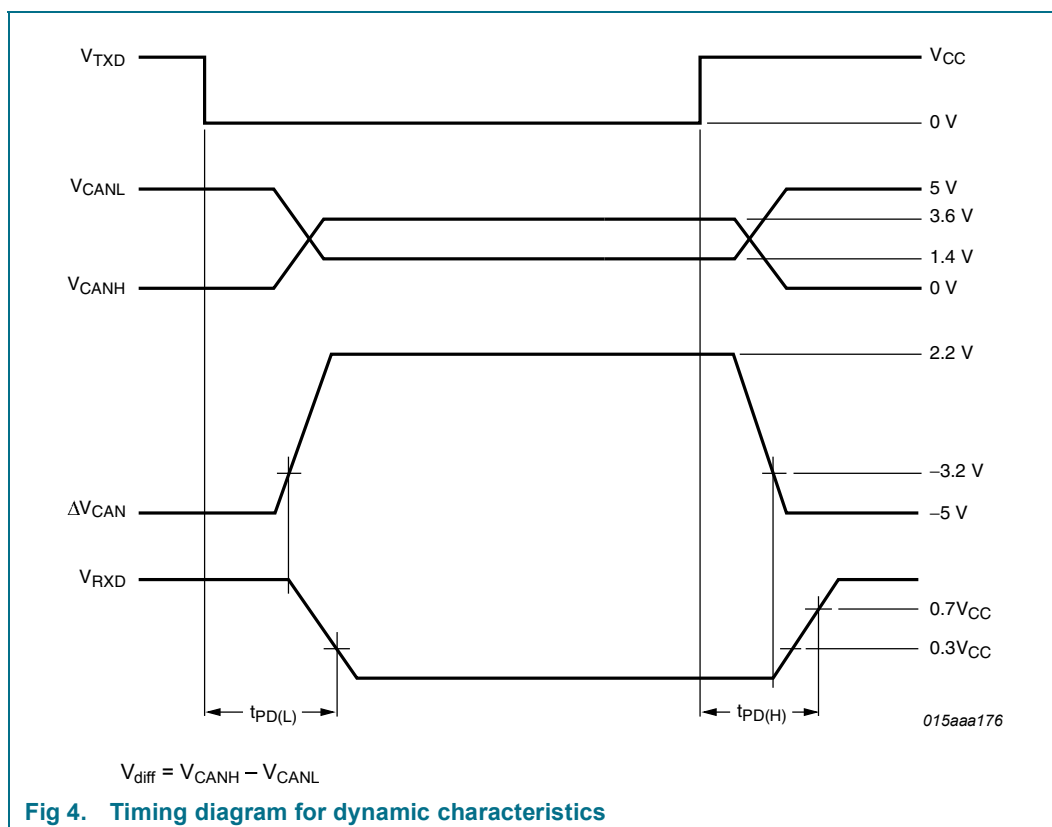 VTXD
VCC
0 V
VCANL
5 V
3.6 V
1.4 V
VCANH
0 V
2.2 V
−3.2 V
ΔVCAN
−5 V
VRXD
0.7VCC
0.3VCC
tPD(L)
tPD(H)
015aaa176
Vdiff = VCANH − VCANL
Fig 4. Timing diagram for dynamic characteristics